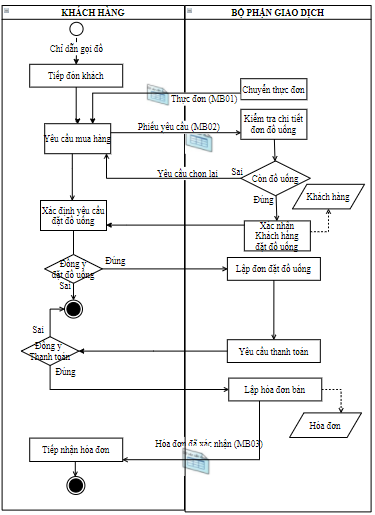 KHÁCH HÀNG
BỘ PHẬN GIAO DỊCH
Chỉ dẫn gọi đồ
Tiếp đón khách
Chuyển thực đơn
Thực đơn (MB01)
Yêu cầu mua hàng
Phiếu yêu cầu (MB02)
Kiểm tra chi tiết
đơn đồ uống
Yêu cầu chọn lại
Sai
Còn đồ uống
Đúng
Khách hàng
Xác định yêu cầu
đặt đồ uống
Xác nhận
Khách hàng
đặt đồ uống
Đồng ý
đặt đồ uống
Đúng
Sai
Lập đơn đặt đồ uống
Sai
Đồng ý
Thanh toán
Đúng
Yêu cầu thanh toán
Lập hóa đơn bán
Hóa đơn
Hóa đơn đã xác nhận (MB03)
Tiếp nhận hóa đơn